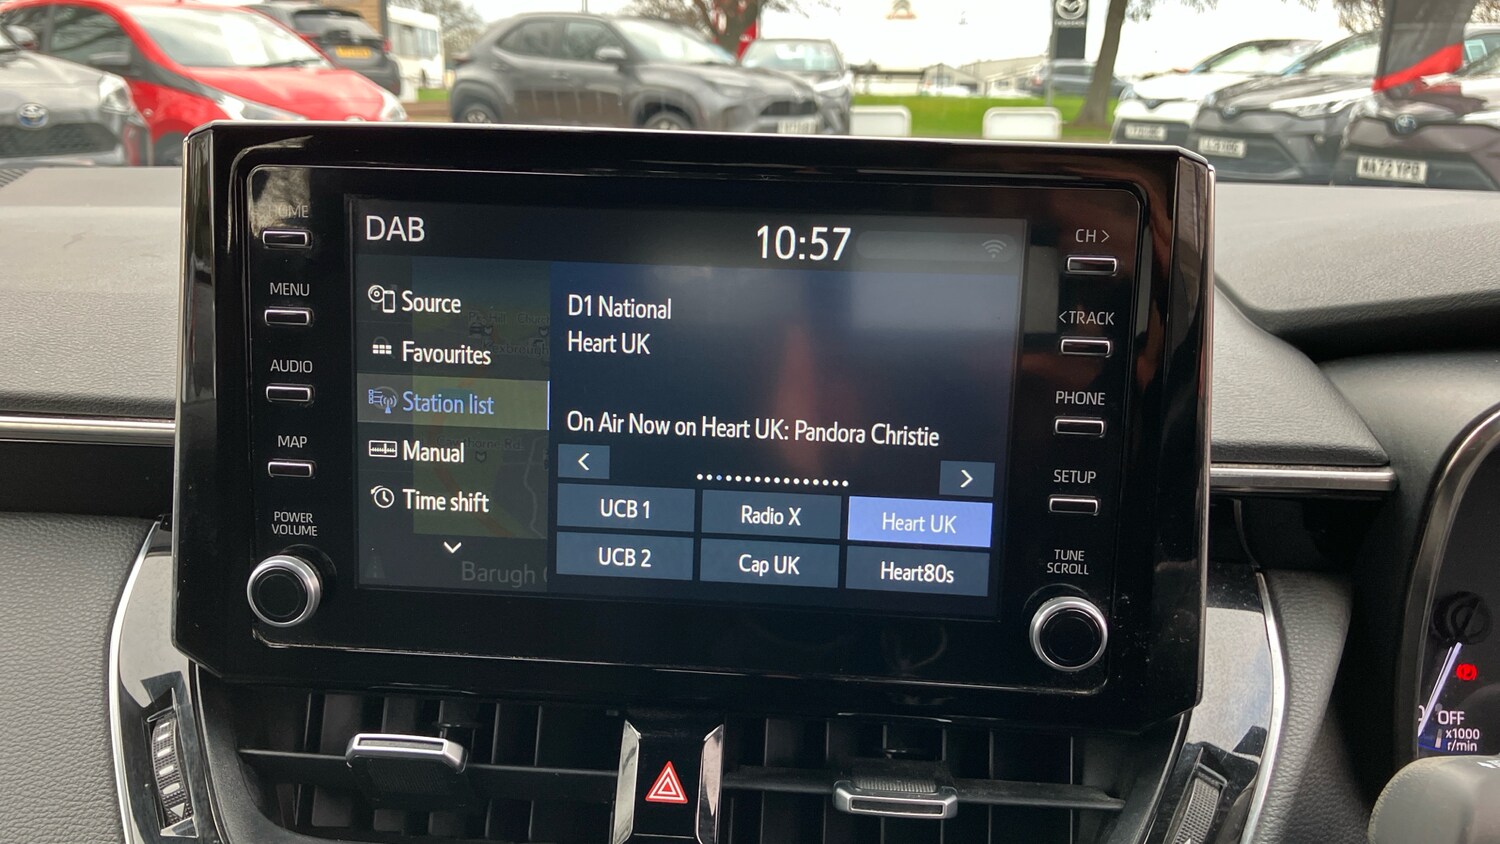 DAB
10:57
HOME
MENU
AUDIO
MAP
POWER
VOLUME
Source
Favourites
Station list
Manual
Time shift
Barugh
D1 National
Heart UK
On Air Now on Heart UK: Pandora Christie
<
>
UCB 1
Radio X
Heart UK
UCB 2
Cap UK
Heart80s
CH >
< TRACK
PHONE
SETUP
TUNE
SCROLL
OFF
x1000
r/min